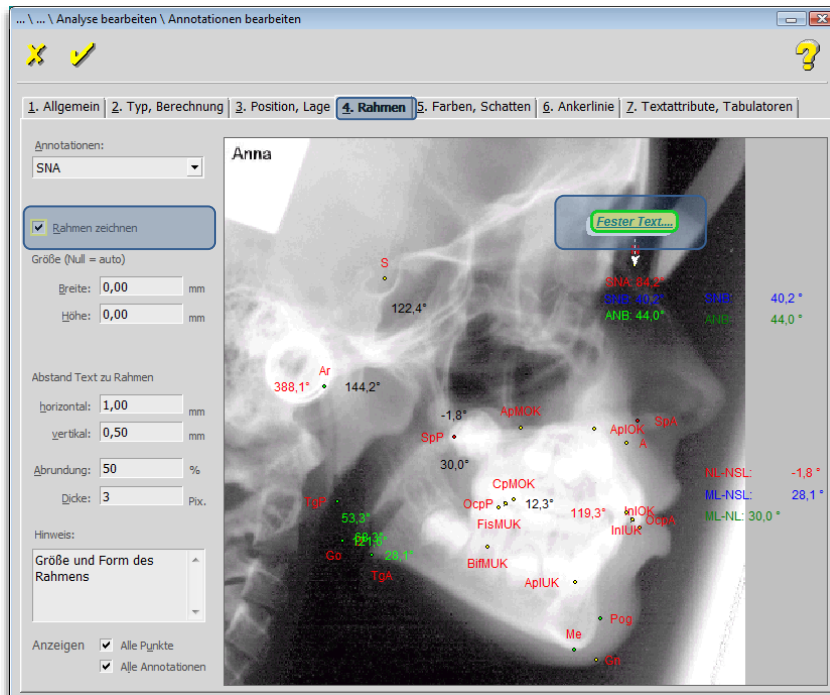 ... \ ... \ Analyse bearbeiten \ Annotationen bearbeiten
1. Allgemein
2. Typ, Berechnung
3. Position, Lage
4. Rahmen
5. Farben, Schatten
6. Ankerlinie
7. Textattribute, Tabulatoren
Annotationen:
SNA
Rahmen zeichnen
Größe (Null = auto)
Breite: 0,00 mm
Höhe: 0,00 mm
Abstand Text zu Rahmen
horizontal: 1,00 mm
vertikal: 0,50 mm
Abrundung: 50 %
Dicke: 3 Pix.
Hinweis:
Größe und Form des
Rahmens
Anzeigen
Alle Punkte
Alle Annotationen
Anna
Fester Text....
S
122,4°
SNA: 84,2°
SNB: 40,2°
SNB: 40,2 °
ANB: 44,0°
ANB: 44,0 °
Ar
388,1°
144,2°
-1,8°
ApMOK
SpP
ApIOK
SpA
A
30,0°
NL-NSL: -1,8 °
CpMOK
ML-NSL: 28,1 °
OcpP
12,3°
119,3°
InIOK
OcpA
ML-NL: 30,0 °
TgP
53,3°
FisMUK
InIUK
Go
28,1°
TgA
BifMUK
ApIUK
Pog
Me
Gn